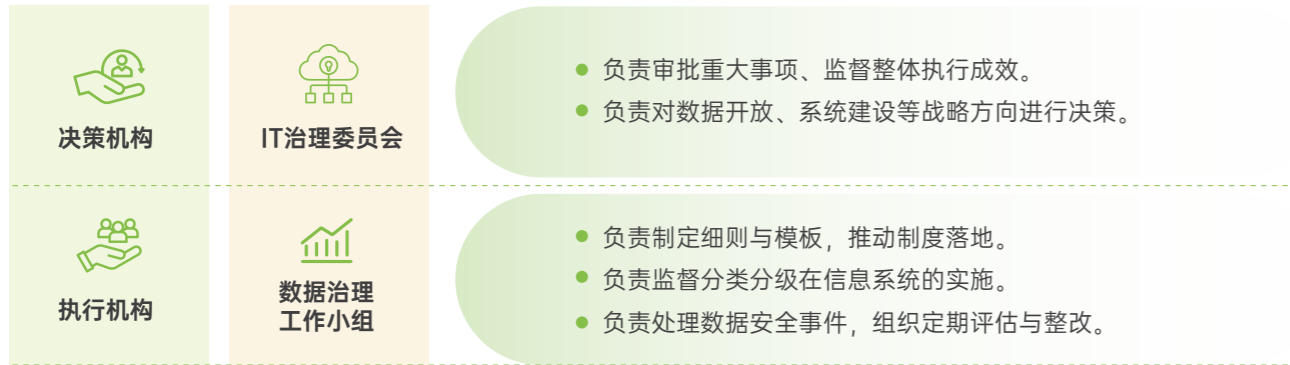 决策机构
IT治理委员会
负责审批重大事项、监督整体执行成效。
负责对数据开放、系统建设等战略方向进行决策。
执行机构
数据治理
工作小组
负责制定细则与模板，推动制度落地。
负责监督分类分级在信息系统的实施。
负责处理数据安全事件，组织定期评估与整改。